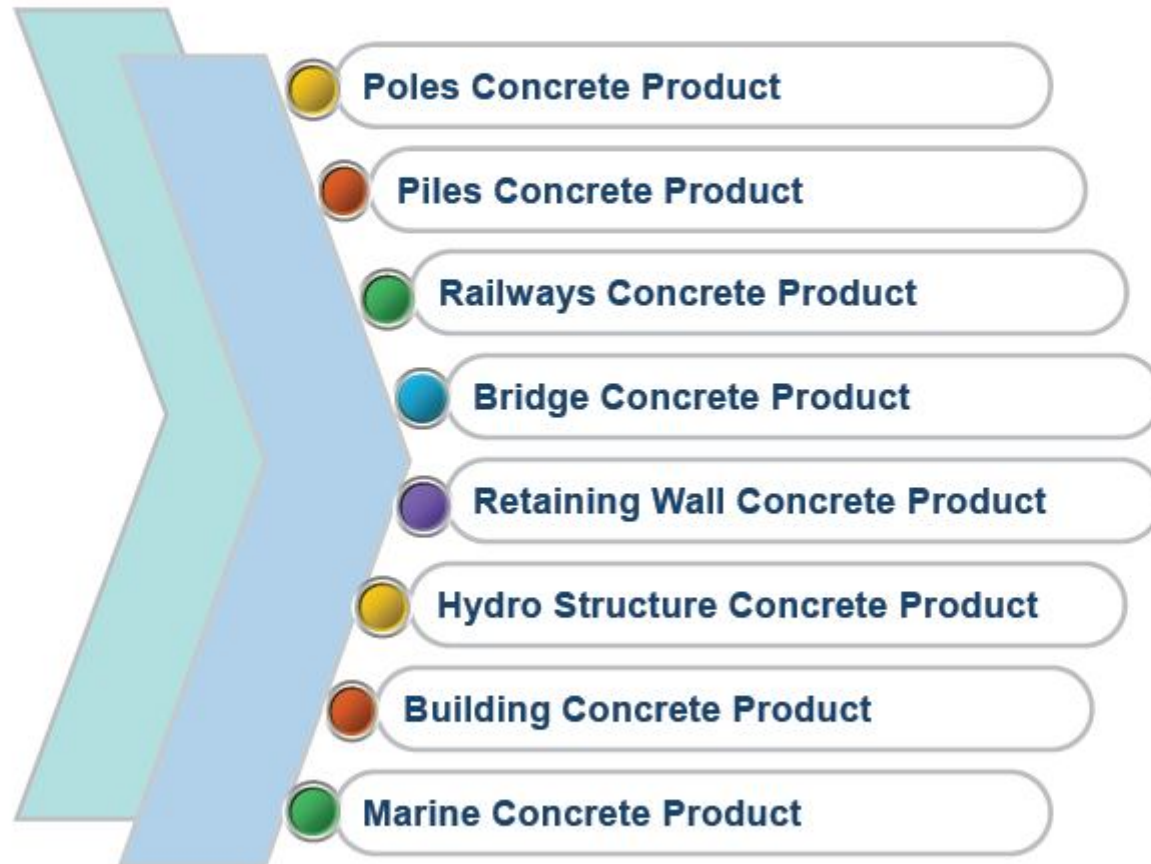 Poles Concrete Product
Piles Concrete Product
Railways Concrete Product
Bridge Concrete Product
Retaining Wall Concrete Product
Hydro Structure Concrete Product
Building Concrete Product
Marine Concrete Product